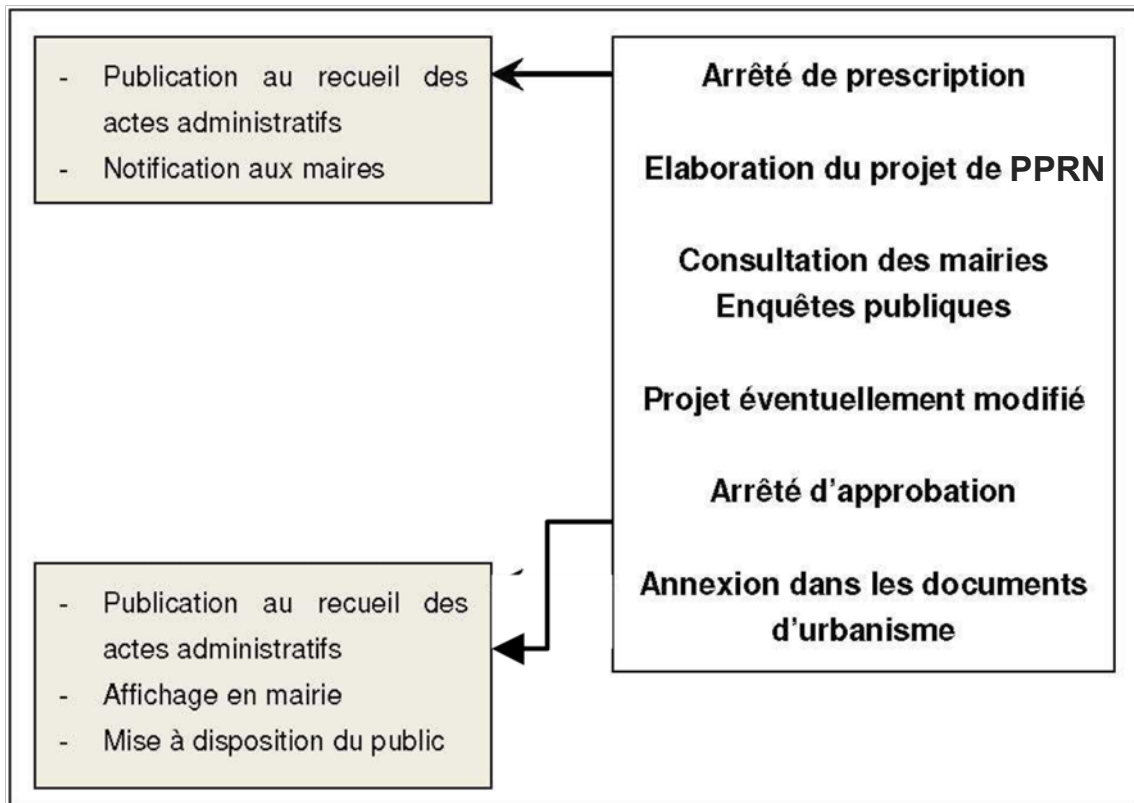 - Publication au recueil des
actes administratifs
- Notification aux maires
Arrêté de prescription
Elaboration du projet de PPRN
Consultation des mairies
Enquêtes publiques
Projet éventuellement modifié
Arrêté d'approbation
Annexion dans les documents
d'urbanisme
- Publication au recueil des
actes administratifs
- Affichage en mairie
- Mise à disposition du public